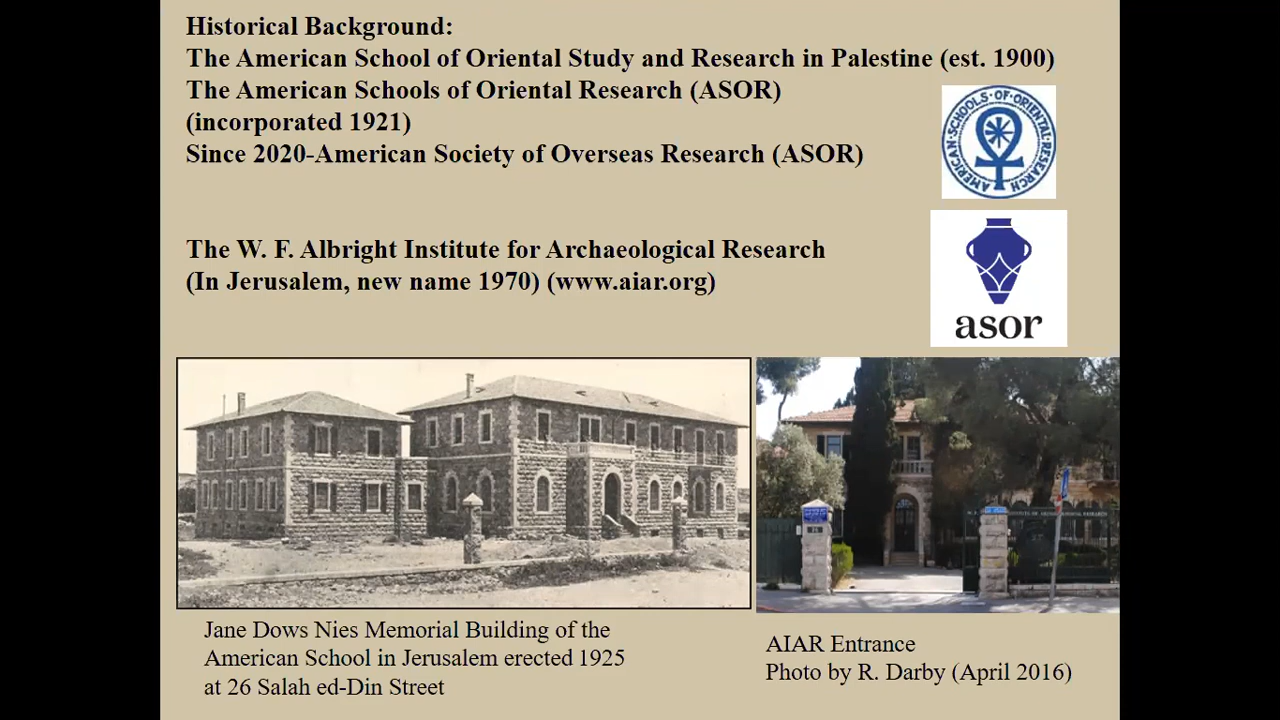 Historical Background:
The American School of Oriental Study and Research in Palestine (est. 1900)
The American Schools of Oriental Research (ASOR)
(incorporated 1921)
Since 2020-American Society of Overseas Research (ASOR)
AMERICAN·SCHOOLS·OF·ORIENTAL·RESEARCH
The W. F. Albright Institute for Archaeological Research
(In Jerusalem, new name 1970) (www.aiar.org)
asor
Jane Dows Nies Memorial Building of the
American School in Jerusalem erected 1925
at 26 Salah ed-Din Street
AIAR Entrance
Photo by R. Darby (April 2016)